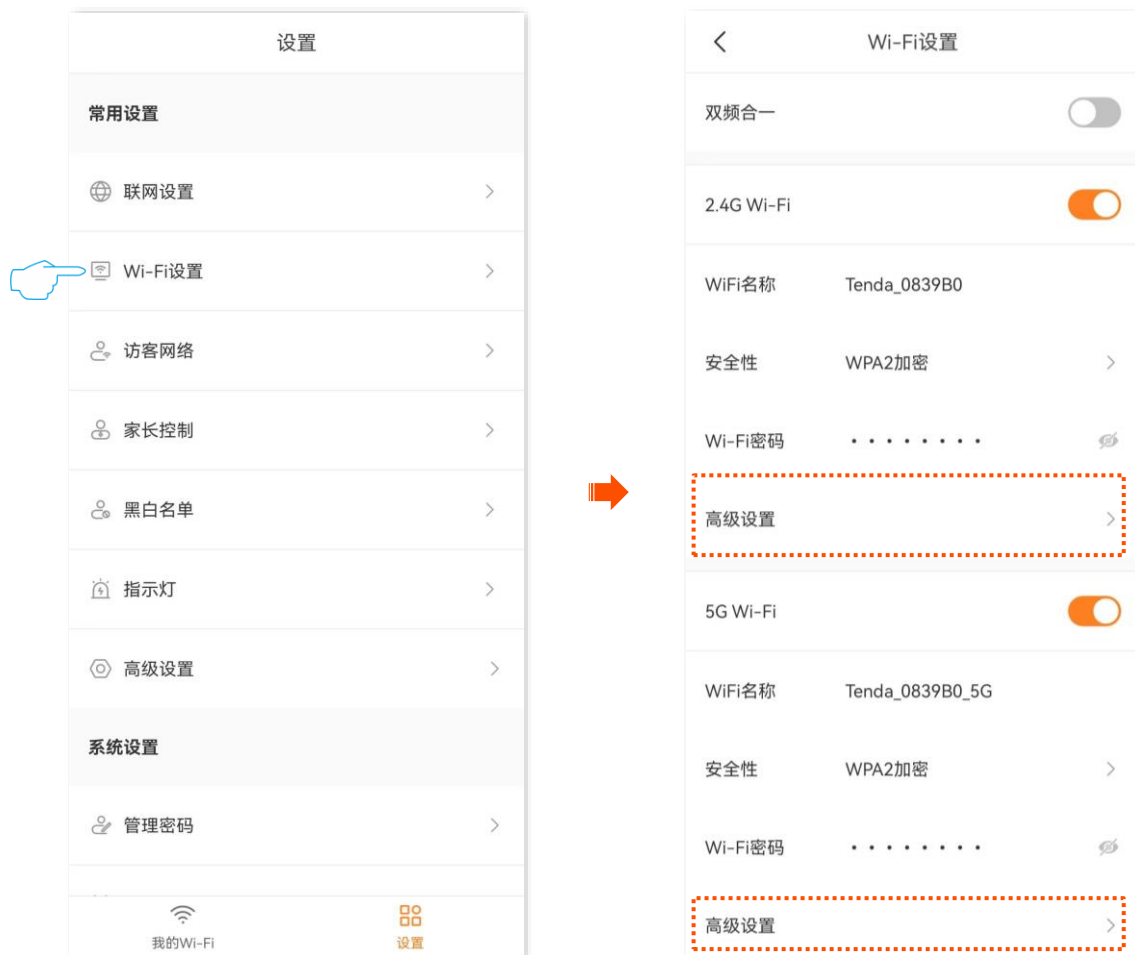 设置
常用设置
联网设置
Wi-Fi设置
访客网络
家长控制
黑白名单
指示灯
高级设置
系统设置
管理密码
我的Wi-Fi
设置
Wi-Fi设置
双频合一
2.4G Wi-Fi
WiFi名称 Tenda_0839B0
安全性 WPA2加密
Wi-Fi密码 • • • • • • • •
高级设置
5G Wi-Fi
WiFi名称 Tenda_0839B0_5G
安全性 WPA2加密
Wi-Fi密码 • • • • • • • •
高级设置